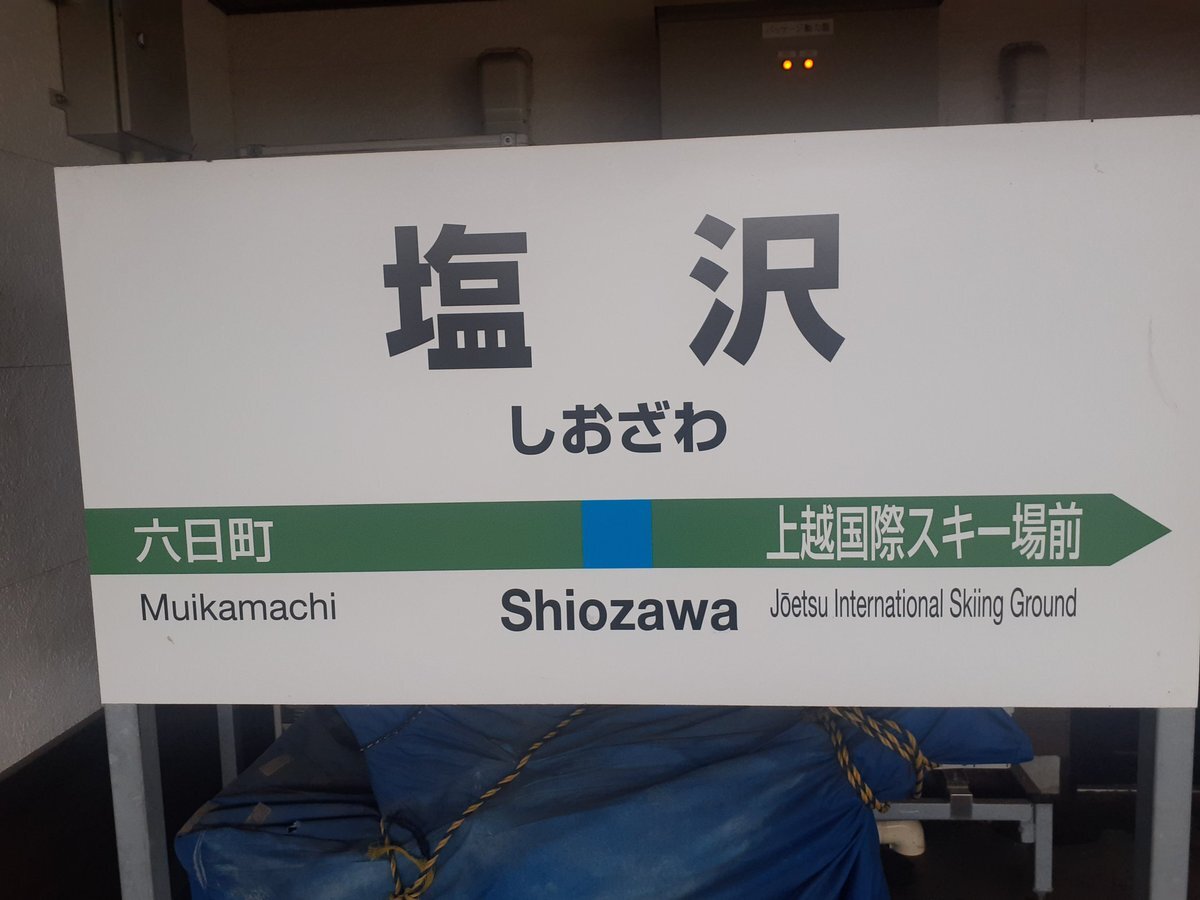 塩沢
しおざわ
六日町 上越国際スキー場前
Muikamachi Shiozawa Jōetsu International Skiing Ground